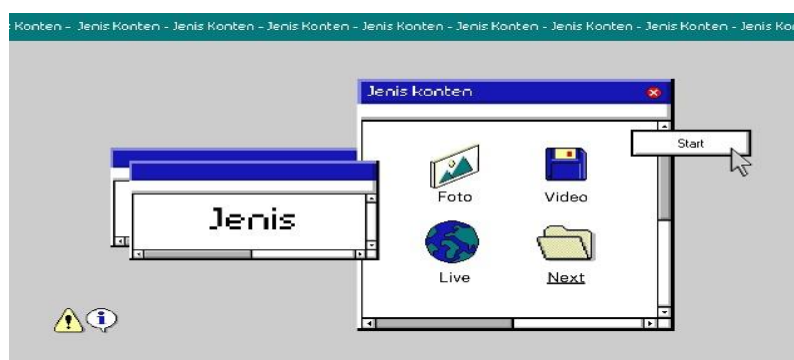 Konten - Jenis Konten - Jenis Konten - Jenis Konten - Jenis Konten - Jenis Konten - Jenis Konten - Jenis Konten - Jenis Ko
Jenis konten
Start
Foto Video
Jenis
Live Next